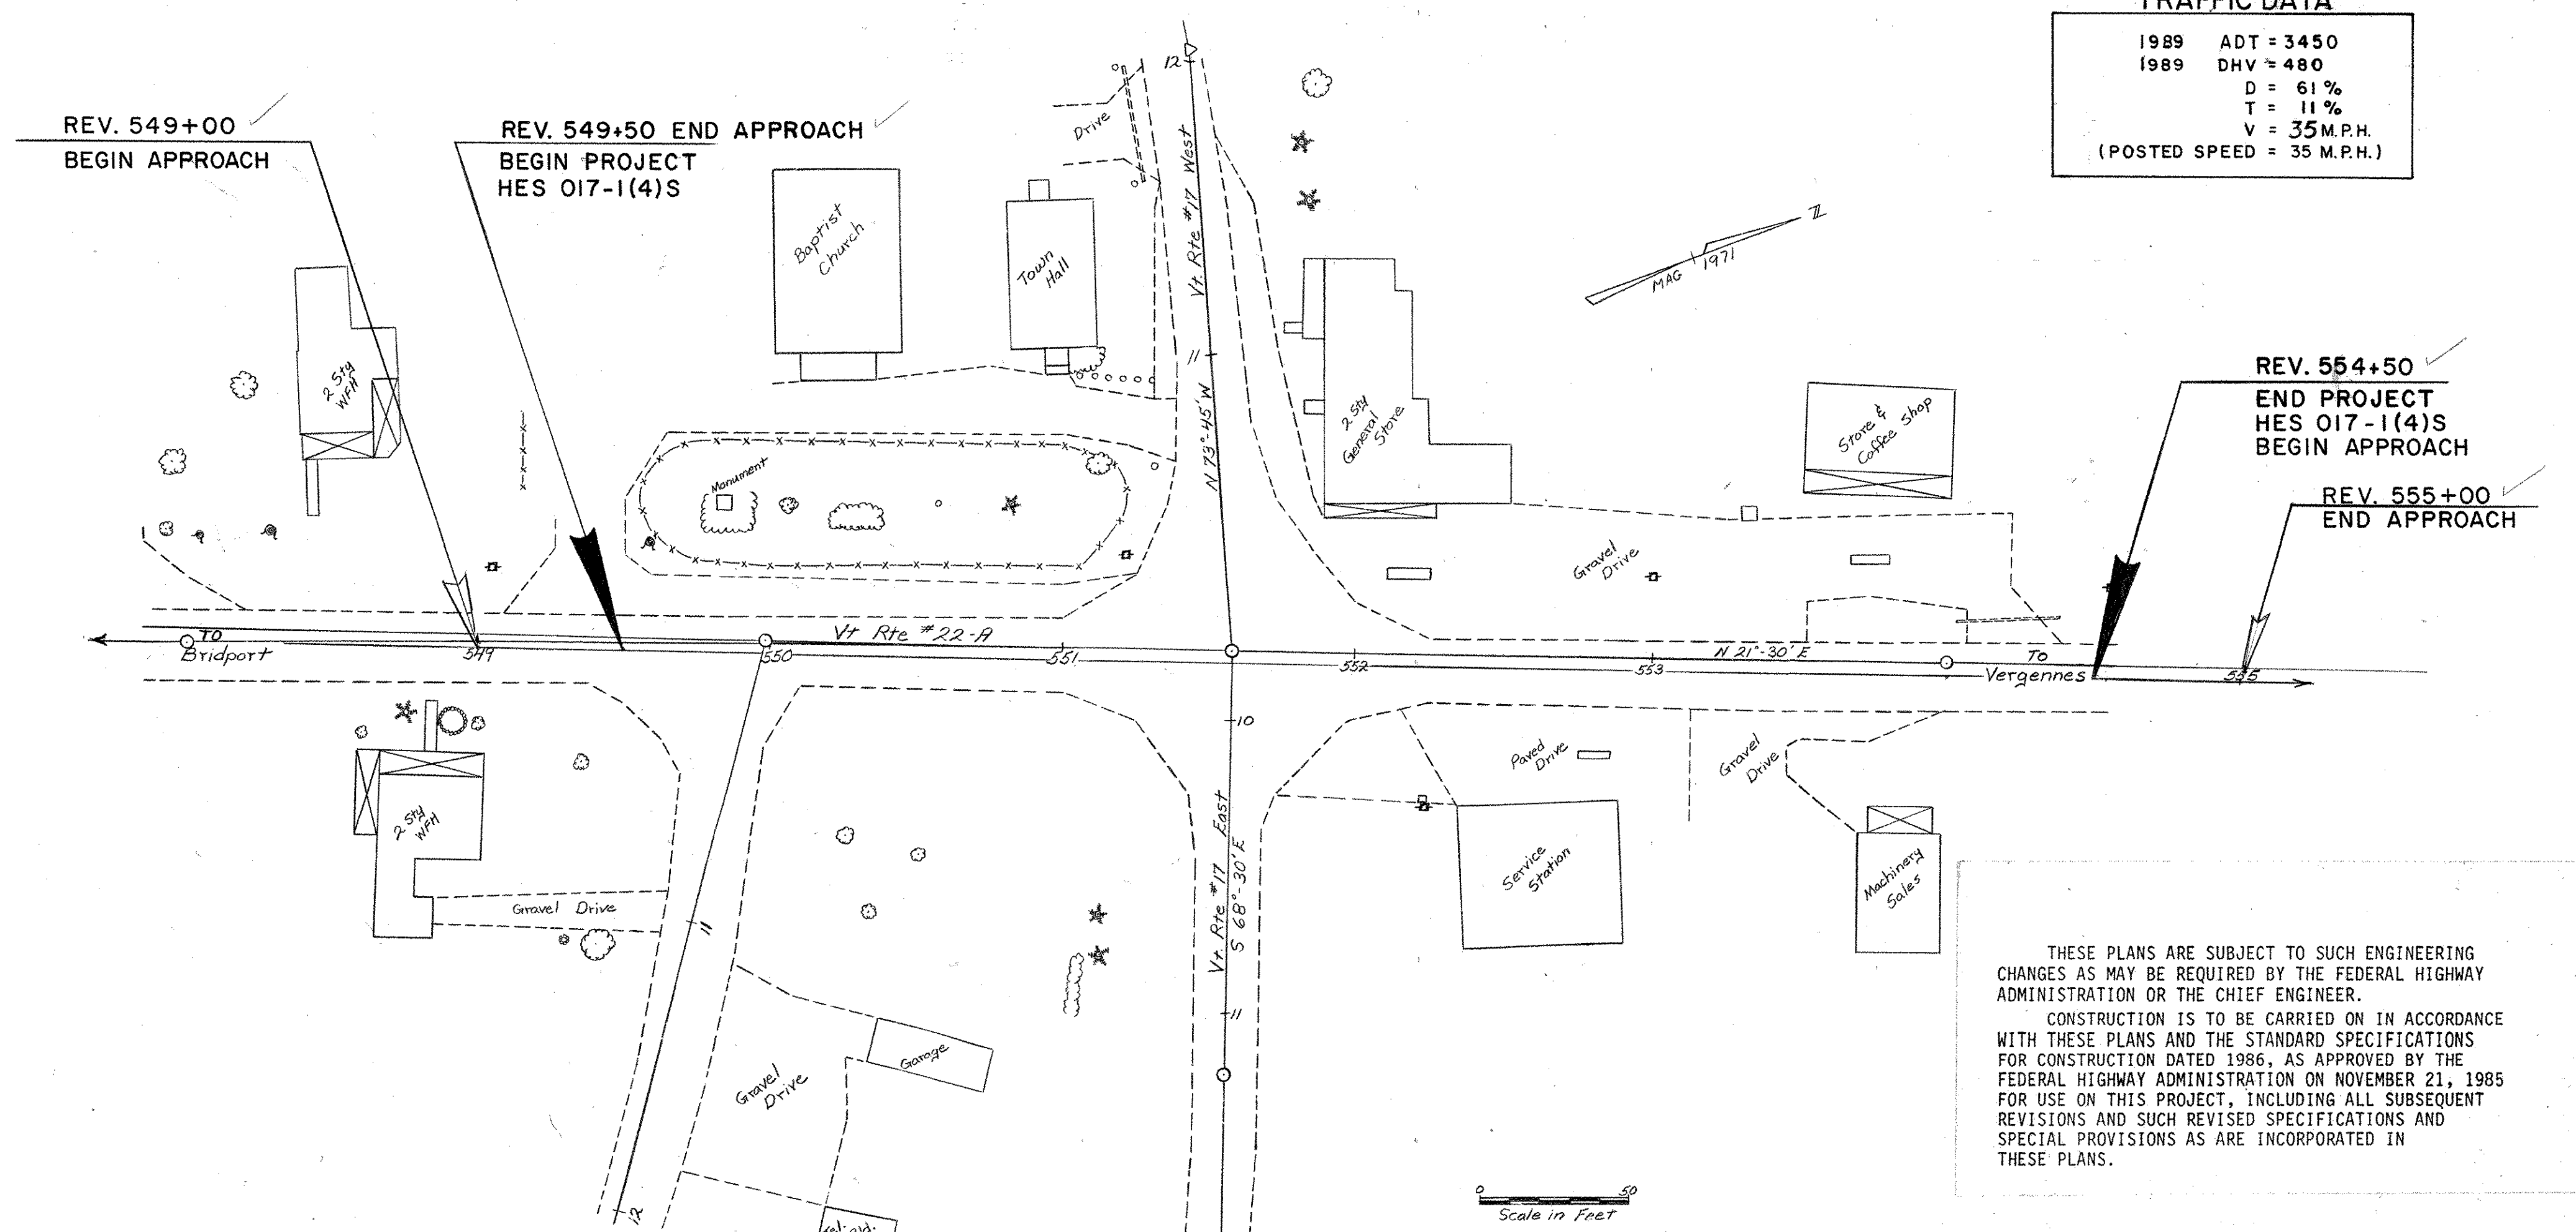 TRAFFIC DATA
1989 ADT = 3450
1989 DHV = 480
D = 61 %
T = 11 %
V = 35 M.P.H.
(POSTED SPEED = 35 M.P.H.)
REV. 549+00
BEGIN APPROACH
REV. 549+50 END APPROACH
BEGIN PROJECT
HES 017-1(4)S
Drive
12
Vt. Rte #17 West
11
N 73°-45' W
Baptist
Church
Town
Hall
MAG 1971
N
2 Sty
WFH
Monument
2 Sty
General
Store
Store &
Coffee Shop
Gravel
Drive
REV. 554+50
END PROJECT
HES 017-1(4)S
BEGIN APPROACH
REV. 555+00
END APPROACH
TO
Bridport
549
550
Vt Rte #22-A
551
552
553
N 21°-30' E
TO
Vergennes
555
10
2 Sty
WFH
Gravel Drive
11
12
Gravel
Drive
Garage
Vt. Rte #17 East
S 68°-30' E
11
Paved
Drive
Gravel
Drive
Service
Station
Machinery
Sales
0 50
Scale in Feet
THESE PLANS ARE SUBJECT TO SUCH ENGINEERING
CHANGES AS MAY BE REQUIRED BY THE FEDERAL HIGHWAY
ADMINISTRATION OR THE CHIEF ENGINEER.
CONSTRUCTION IS TO BE CARRIED ON IN ACCORDANCE
WITH THESE PLANS AND THE STANDARD SPECIFICATIONS
FOR CONSTRUCTION DATED 1986, AS APPROVED BY THE
FEDERAL HIGHWAY ADMINISTRATION ON NOVEMBER 21, 1985
FOR USE ON THIS PROJECT, INCLUDING ALL SUBSEQUENT
REVISIONS AND SUCH REVISED SPECIFICATIONS AND
SPECIAL PROVISIONS AS ARE INCORPORATED IN
THESE PLANS.